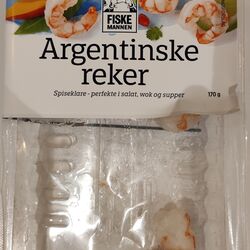 FISKE
MANNEN
Argentinske
reker
Spiseklare - perfekte i salat, wok og supper
170 g